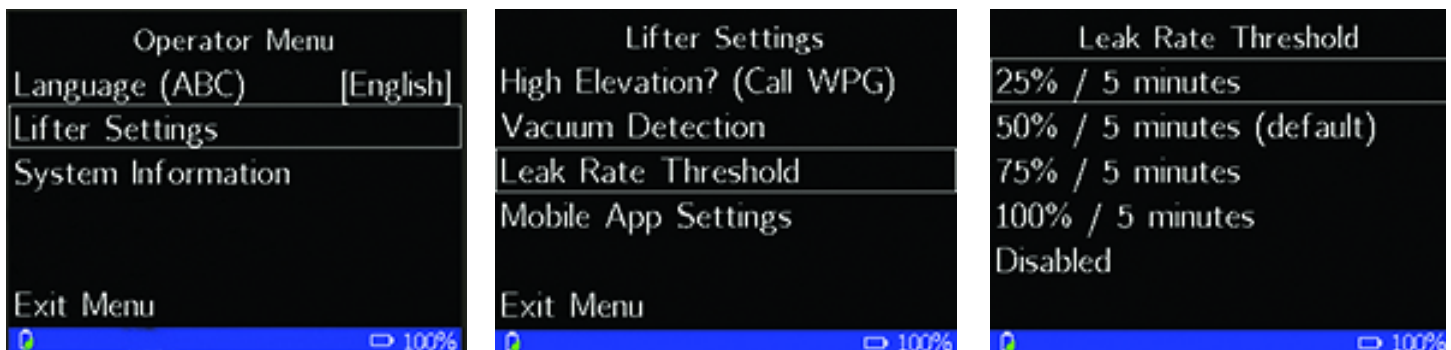 Operator Menu
Language (ABC) [English]
Lifter Settings
System Information
Exit Menu
100%
Lifter Settings
High Elevation? (Call WPG)
Vacuum Detection
Leak Rate Threshold
Mobile App Settings
Exit Menu
100%
Leak Rate Threshold
25% / 5 minutes
50% / 5 minutes (default)
75% / 5 minutes
100% / 5 minutes
Disabled
100%